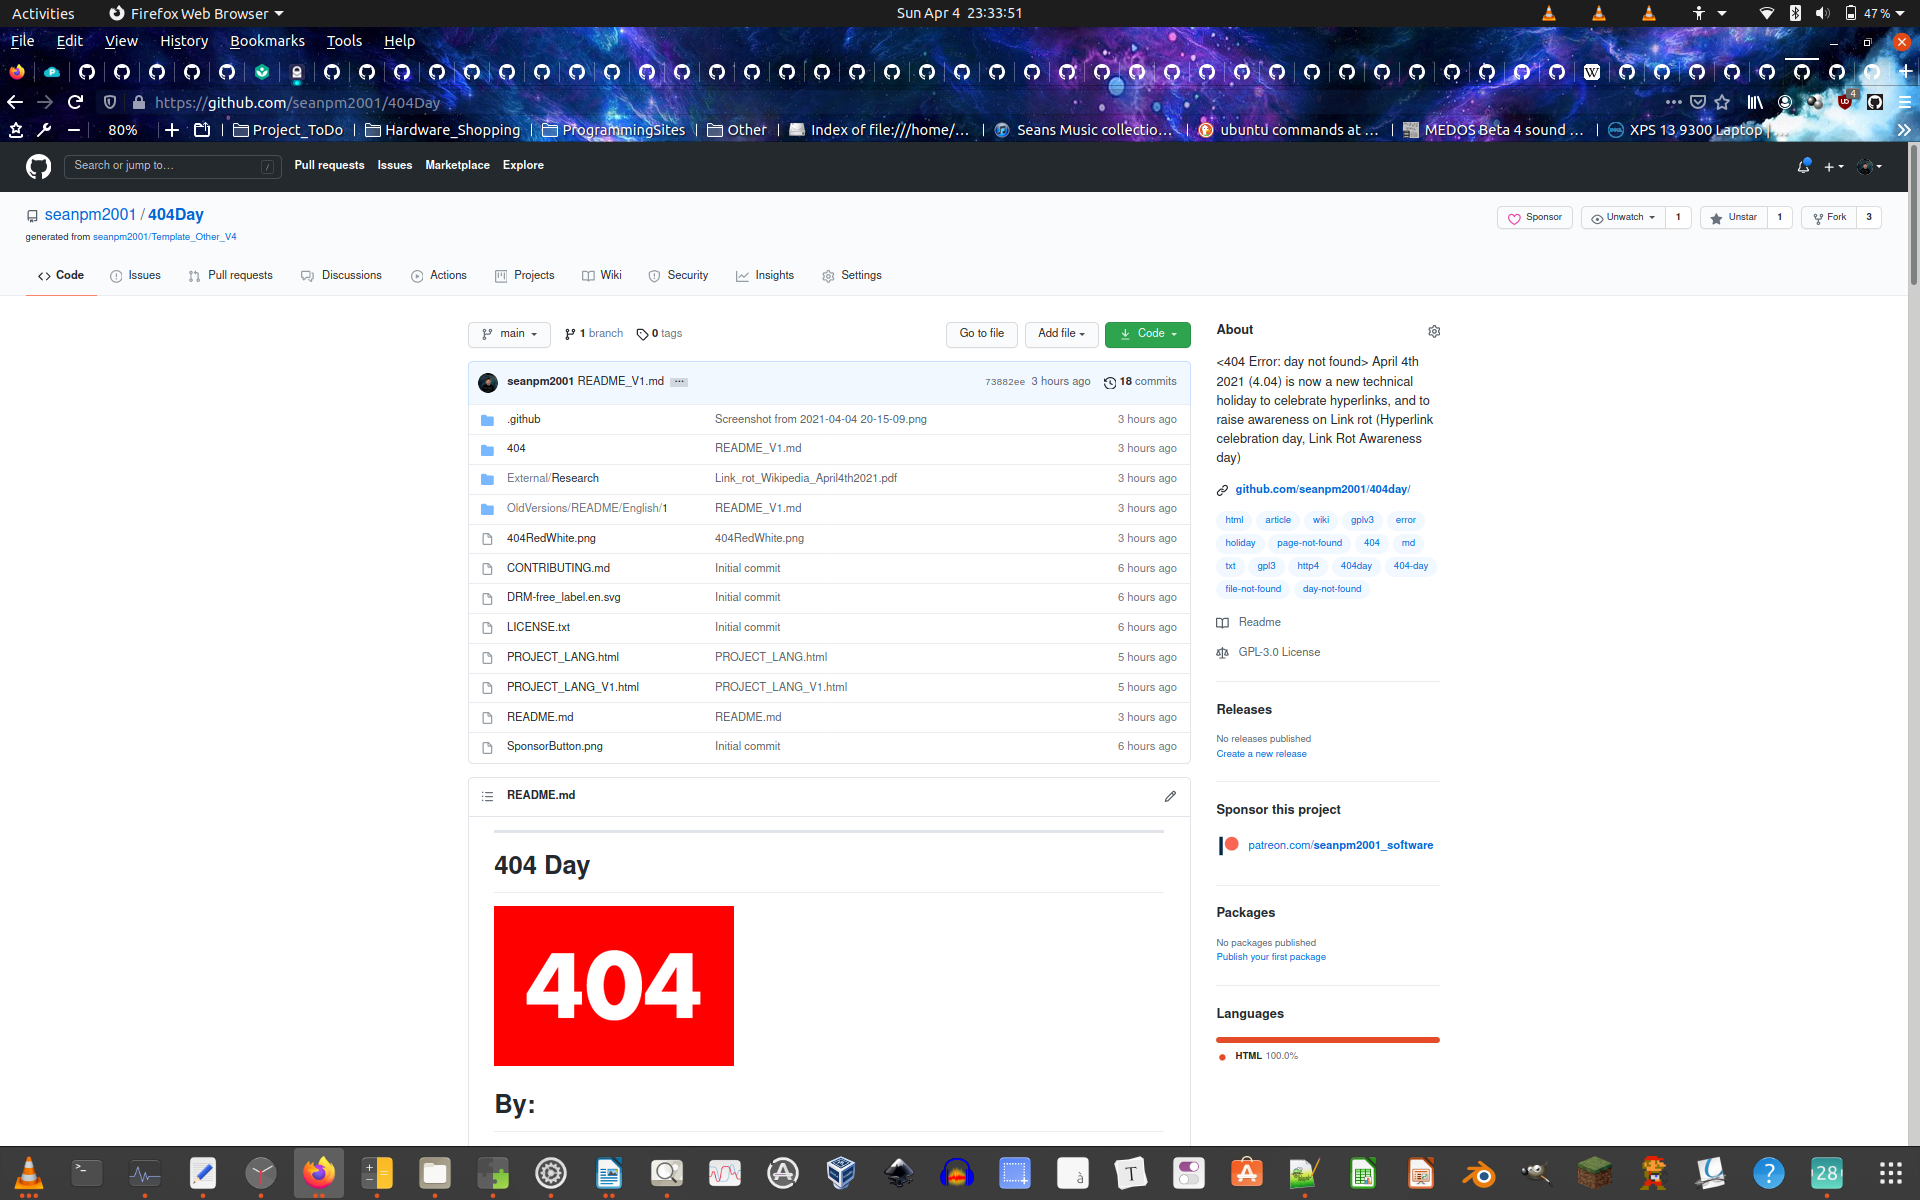 Activities
Firefox Web Browser
Sun Apr 4 23:33:51
47 %
File Edit View History Bookmarks Tools Help
https://github.com/seanpm2001/404Day
4
80%
Project_ToDo
Hardware_Shopping
ProgrammingSites
Other
Index of file:///home/...
Seans Music collectio...
ubuntu commands at ...
MEDOS Beta 4 sound ...
XPS 13 9300 Laptop |
Search or jump to...
/
Pull requests Issues Marketplace Explore
seanpm2001 / 404Day
generated from seanpm2001/Template_Other_V4
Sponsor
Unwatch 1
Unstar 1
Fork 3
Code
Issues
Pull requests
Discussions
Actions
Projects
Wiki
Security
Insights
Settings
main
1 branch
0 tags
Go to file
Add file
Code
seanpm2001 README_V1.md ...
73882ee 3 hours ago
18 commits
.github Screenshot from 2021-04-04 20-15-09.png 3 hours ago
404 README_V1.md 3 hours ago
External/Research Link_rot_Wikipedia_April4th2021.pdf 3 hours ago
OldVersions/README/English/1 README_V1.md 3 hours ago
404RedWhite.png 404RedWhite.png 3 hours ago
CONTRIBUTING.md Initial commit 6 hours ago
DRM-free_label.en.svg Initial commit 6 hours ago
LICENSE.txt Initial commit 6 hours ago
PROJECT_LANG.html PROJECT_LANG.html 5 hours ago
PROJECT_LANG_V1.html PROJECT_LANG_V1.html 5 hours ago
README.md README.md 3 hours ago
SponsorButton.png Initial commit 6 hours ago
README.md
404 Day
404
By:
About
<404 Error: day not found> April 4th
2021 (4.04) is now a new technical
holiday to celebrate hyperlinks, and to
raise awareness on Link rot (Hyperlink
celebration day, Link Rot Awareness
day)
github.com/seanpm2001/404day/
html article wiki gplv3 error
holiday page-not-found 404 md
txt gpl3 http4 404day 404-day
file-not-found day-not-found
Readme
GPL-3.0 License
Releases
No releases published
Create a new release
Sponsor this project
patreon.com/seanpm2001_software
Packages
No packages published
Publish your first package
Languages
HTML 100.0%
28